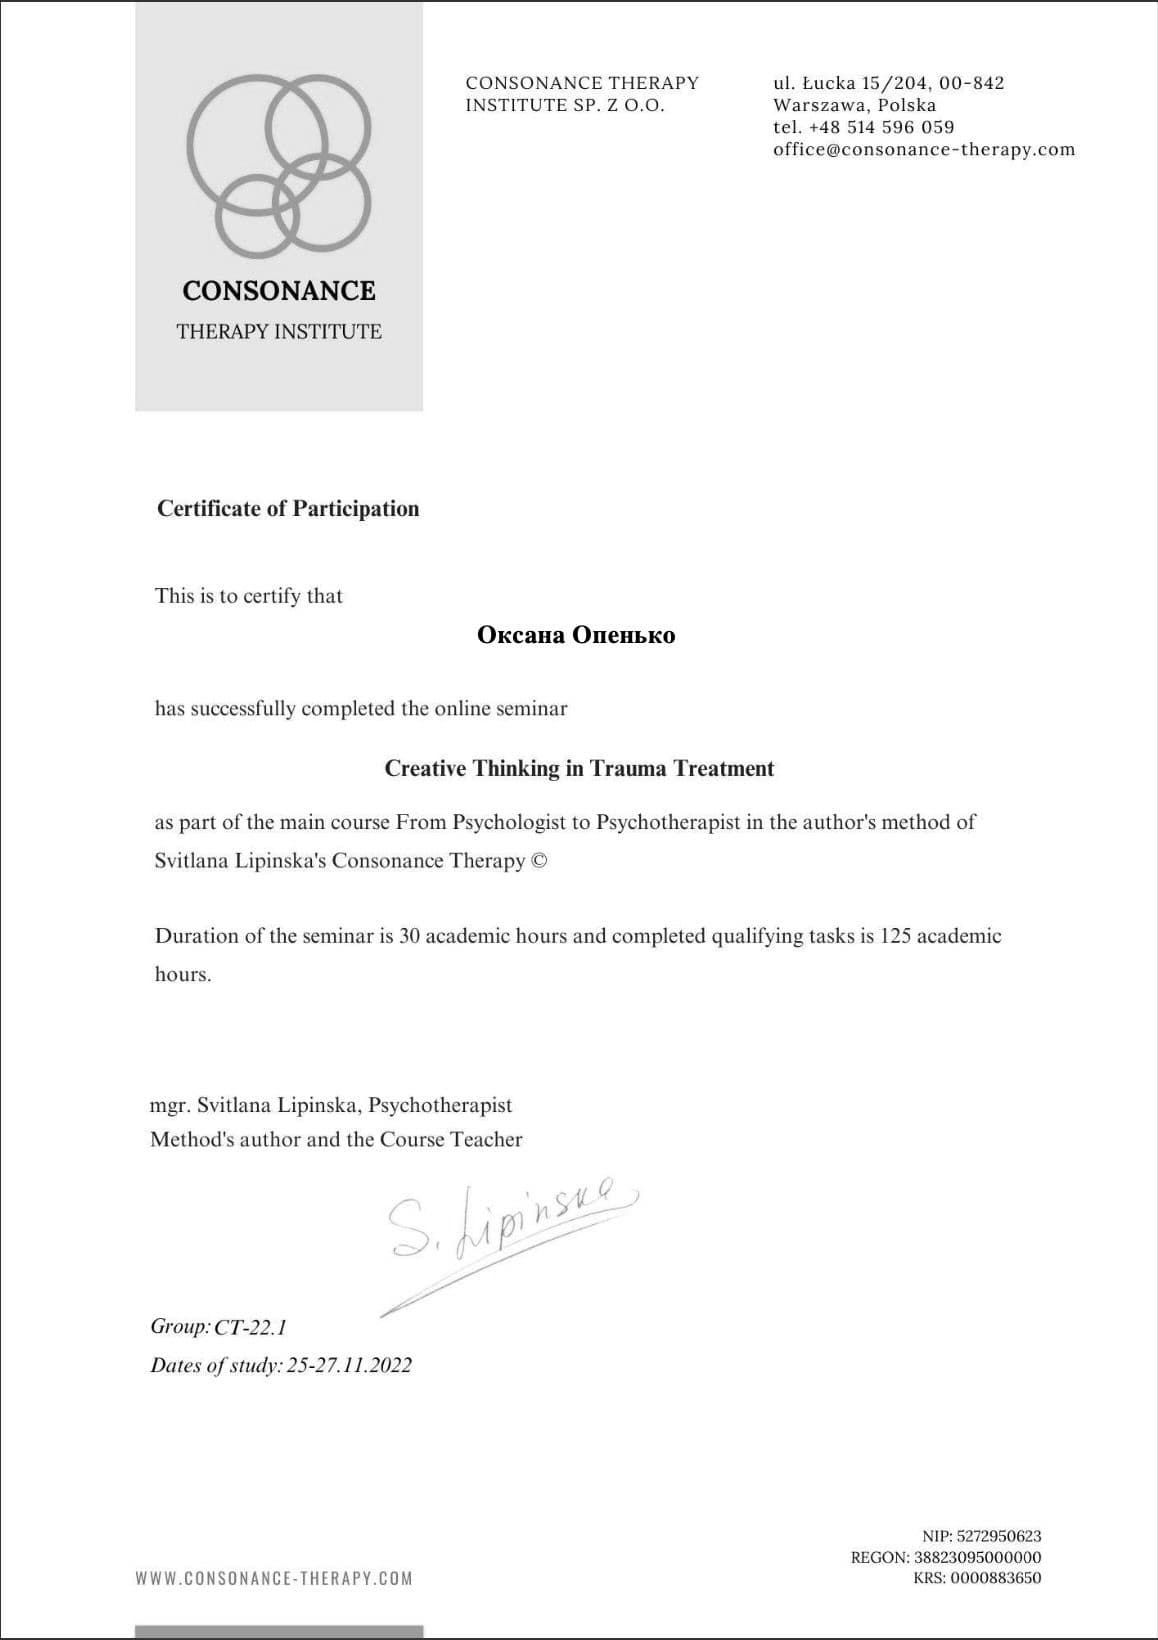 CONSONANCE
THERAPY INSTITUTE
CONSONANCE THERAPY
INSTITUTE SP. Z O.O.
ul. Łucka 15/204, 00-842
Warszawa, Polska
tel. +48 514 596 059
office@consonance-therapy.com
Certificate of Participation
This is to certify that
Оксана Опенько
has successfully completed the online seminar
Creative Thinking in Trauma Treatment
as part of the main course From Psychologist to Psychotherapist in the author's method of
Svitlana Lipinska's Consonance Therapy ©
Duration of the seminar is 30 academic hours and completed qualifying tasks is 125 academic
hours.
mgr. Svitlana Lipinska, Psychotherapist
Method's author and the Course Teacher
S. Lipinska
Group: CT-22.1
Dates of study: 25-27.11.2022
NIP: 5272950623
REGON: 38823095000000
KRS: 0000883650
WWW.CONSONANCE-THERAPY.COM